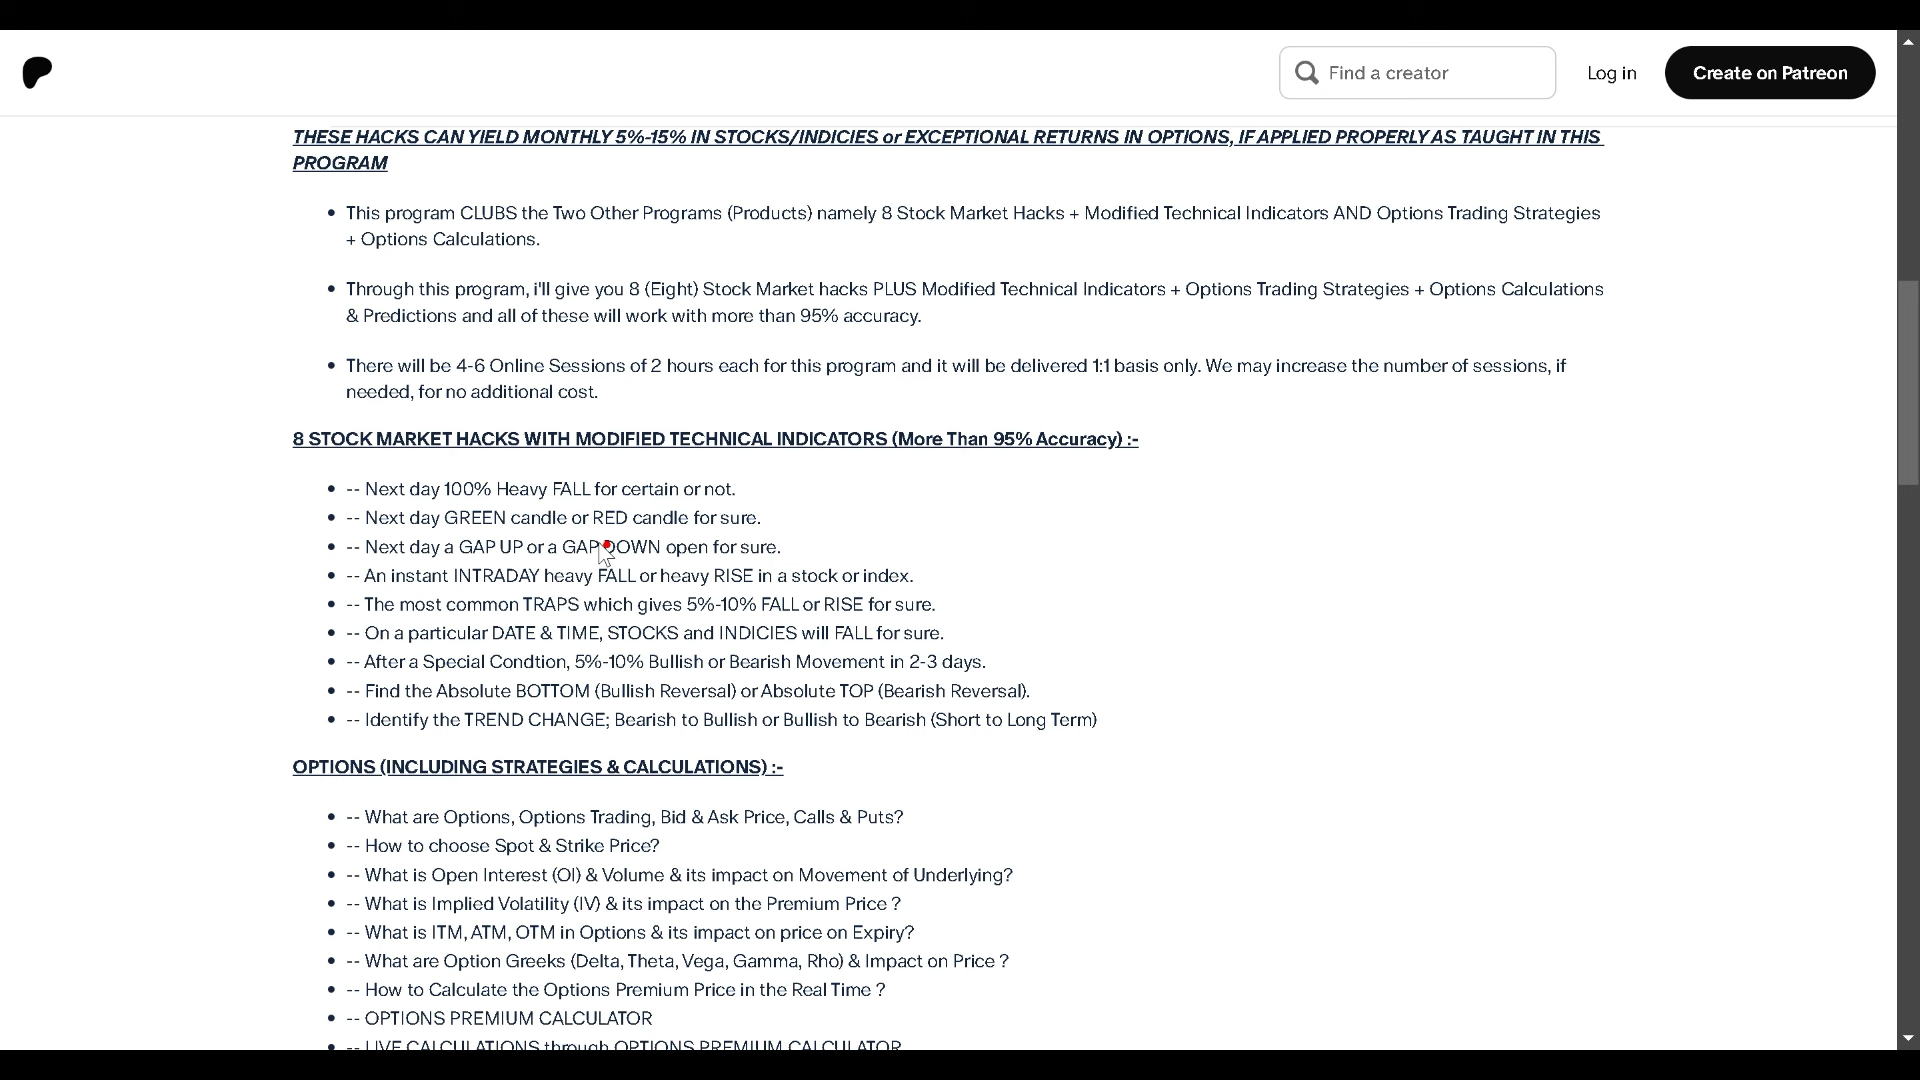 Find a creator
Log in
Create on Patreon
THESE HACKS CAN YIELD MONTHLY 5%-15% IN STOCKS/INDICIES or EXCEPTIONAL RETURNS IN OPTIONS, IF APPLIED PROPERLY AS TAUGHT IN THIS
PROGRAM
• This program CLUBS the Two Other Programs (Products) namely 8 Stock Market Hacks + Modified Technical Indicators AND Options Trading Strategies
+ Options Calculations.
• Through this program, i'll give you 8 (Eight) Stock Market hacks PLUS Modified Technical Indicators + Options Trading Strategies + Options Calculations
& Predictions and all of these will work with more than 95% accuracy.
• There will be 4-6 Online Sessions of 2 hours each for this program and it will be delivered 1:1 basis only. We may increase the number of sessions, if
needed, for no additional cost.
8 STOCK MARKET HACKS WITH MODIFIED TECHNICAL INDICATORS (More Than 95% Accuracy) :-
• -- Next day 100% Heavy FALL for certain or not.
• -- Next day GREEN candle or RED candle for sure.
• -- Next day a GAP UP or a GAP DOWN open for sure.
• -- An instant INTRADAY heavy FALL or heavy RISE in a stock or index.
• -- The most common TRAPS which gives 5%-10% FALL or RISE for sure.
• -- On a particular DATE & TIME, STOCKS and INDICIES will FALL for sure.
• -- After a Special Condtion, 5%-10% Bullish or Bearish Movement in 2-3 days.
• -- Find the Absolute BOTTOM (Bullish Reversal) or Absolute TOP (Bearish Reversal).
• -- Identify the TREND CHANGE; Bearish to Bullish or Bullish to Bearish (Short to Long Term)
OPTIONS (INCLUDING STRATEGIES & CALCULATIONS) :-
• -- What are Options, Options Trading, Bid & Ask Price, Calls & Puts?
• -- How to choose Spot & Strike Price?
• -- What is Open Interest (OI) & Volume & its impact on Movement of Underlying?
• -- What is Implied Volatility (IV) & its impact on the Premium Price ?
• -- What is ITM, ATM, OTM in Options & its impact on price on Expiry?
• -- What are Option Greeks (Delta, Theta, Vega, Gamma, Rho) & Impact on Price ?
• -- How to Calculate the Options Premium Price in the Real Time ?
• -- OPTIONS PREMIUM CALCULATOR
• -- LIVE CALCULATIONS through OPTIONS PREMIUM CALCULATOR